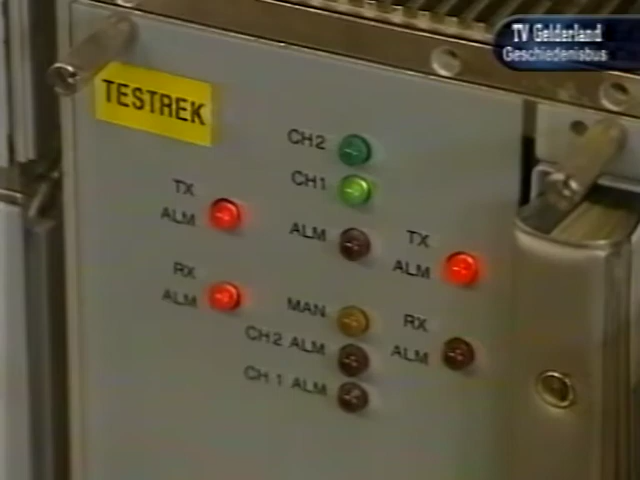 TV Gelderland
Geschiedenisbus
TESTREK
CH2
CH1
TX
ALM
ALM
TX
ALM
RX
ALM
MAN
RX
CH2 ALM
ALM
CH 1 ALM